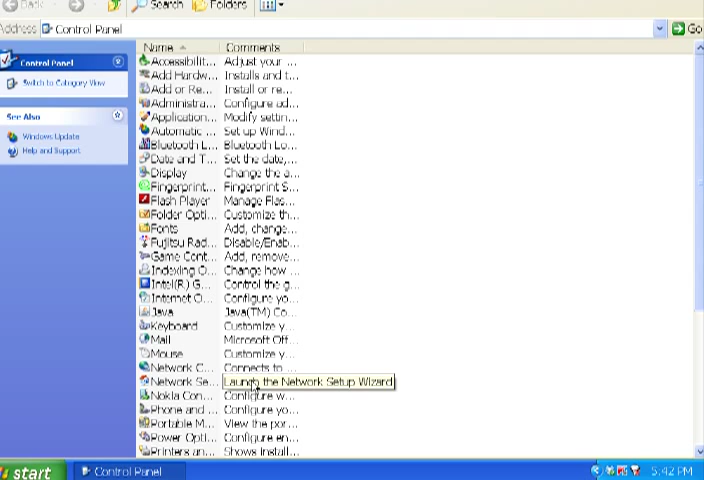 Back Search Folders
Address Control Panel Go
Control Panel
Switch to Category View
See Also
Windows Update
Help and Support
Name Comments
Accessibilit... Adjust your ...
Add Hardw... Installs and t...
Add or Re... Install or re...
Administra... Configure ad...
Application... Modify settin...
Automatic ... Set up Wind...
Bluetooth L... Bluetooth Lo...
Date and T... Set the date,...
Display Change the a...
Fingerprint... Fingerprint S...
Flash Player Manage Flas...
Folder Opti... Customize th...
Fonts Add, change...
Fujitsu Rad... Disable/Enab...
Game Cont... Add, remove...
Indexing O... Change how ...
Intel(R) G... Control the g...
Internet O... Configure yo...
Java Java(TM) Co...
Keyboard Customize y...
Mail Microsoft Off...
Mouse Customize y...
Network C... Connects to ...
Network Se... Launch the Network Setup Wizard
Nokia Con... Configure w...
Phone and ... Configure yo...
Portable M... View the por...
Power Opti... Configure en...
Printers an... Shows install...
start Control Panel 5:42 PM